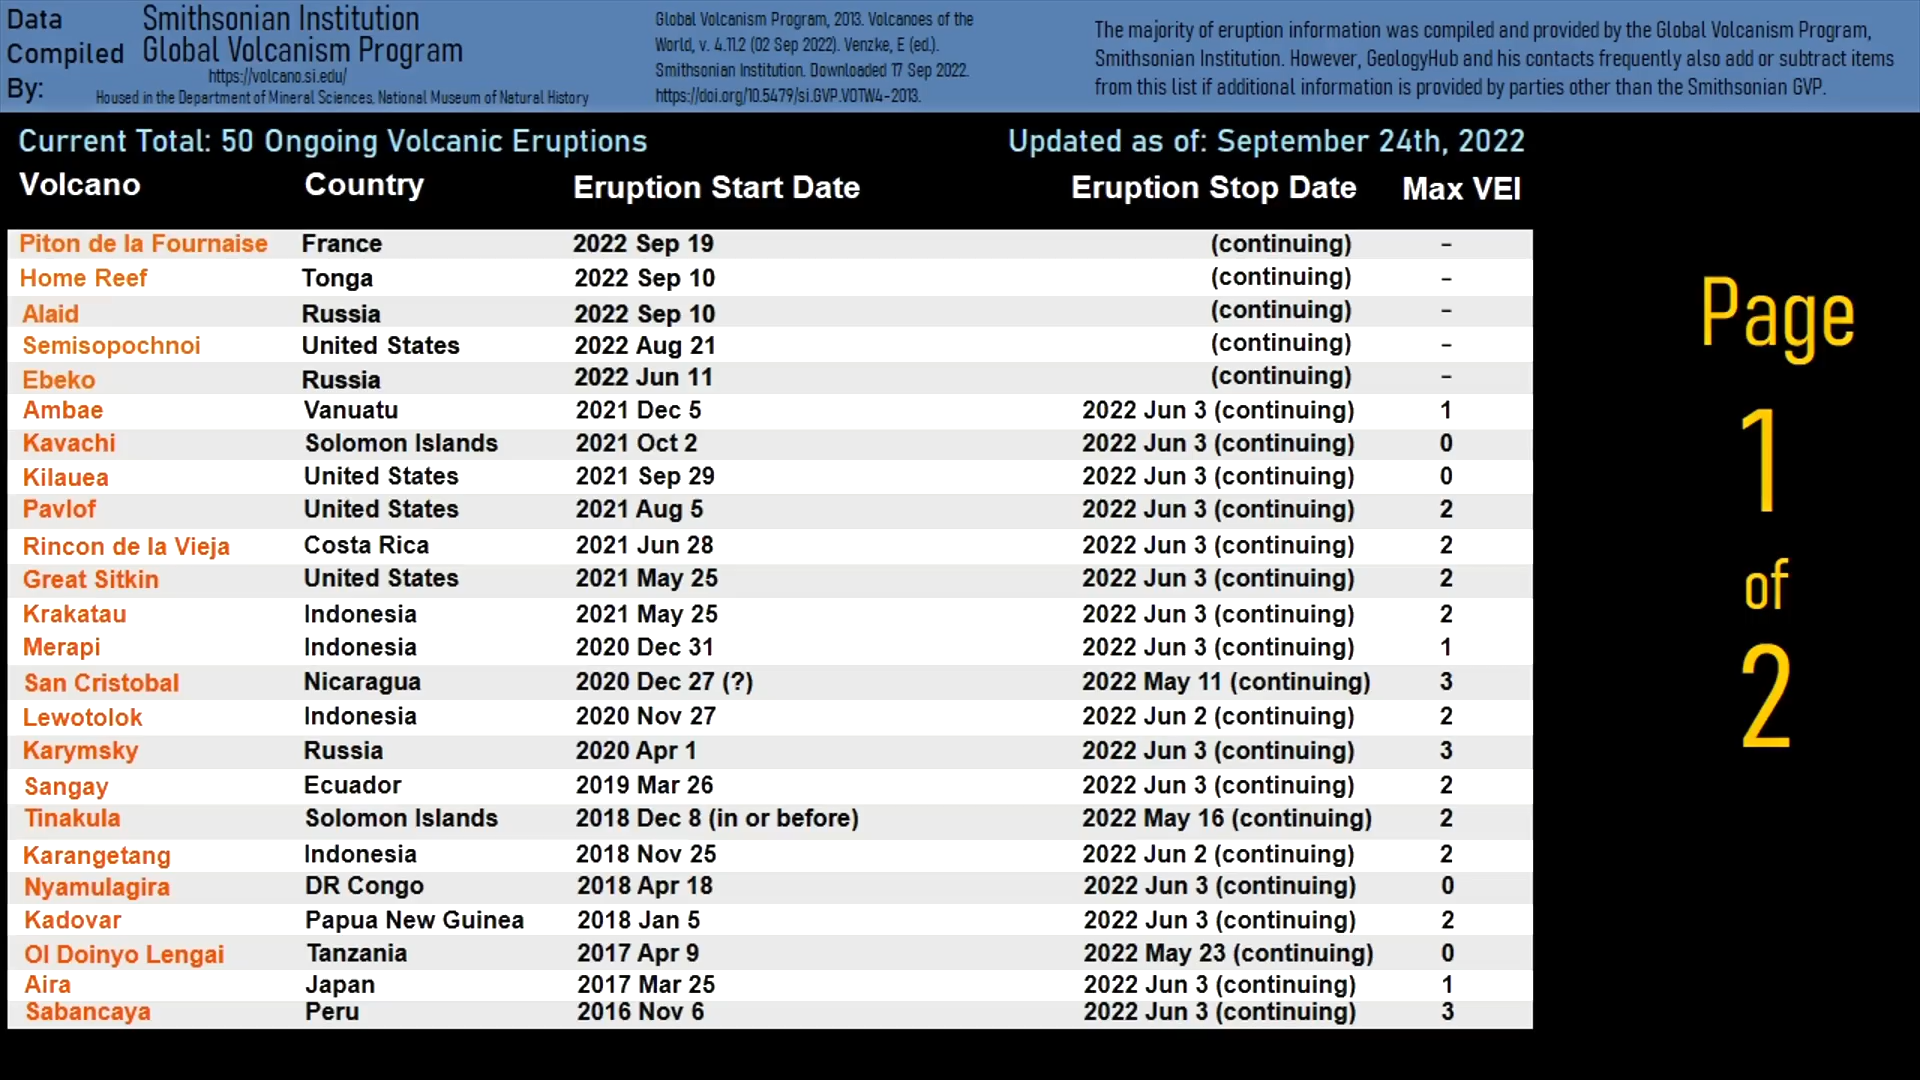 Data
Compiled
By:
Smithsonian Institution
Global Volcanism Program
https://volcano.si.edu/
Housed in the Department of Mineral Sciences, National Museum of Natural History
Global Volcanism Program, 2013. Volcanoes of the
World, v. 4.11.2 (02 Sep 2022). Venzke, E (ed.).
Smithsonian Institution. Downloaded 17 Sep 2022.
https://doi.org/10.5479/si.GVP.VOTW4-2013.
The majority of eruption information was compiled and provided by the Global Volcanism Program,
Smithsonian Institution. However, GeologyHub and his contacts frequently also add or subtract items
from this list if additional information is provided by parties other than the Smithsonian GVP.
Current Total: 50 Ongoing Volcanic Eruptions Updated as of: September 24th, 2022
Volcano Country Eruption Start Date Eruption Stop Date Max VEI
Piton de la Fournaise France 2022 Sep 19 (continuing) -
Home Reef Tonga 2022 Sep 10 (continuing) -
Alaid Russia 2022 Sep 10 (continuing) -
Semisopochnoi United States 2022 Aug 21 (continuing) -
Ebeko Russia 2022 Jun 11 (continuing) -
Ambae Vanuatu 2021 Dec 5 2022 Jun 3 (continuing) 1
Kavachi Solomon Islands 2021 Oct 2 2022 Jun 3 (continuing) 0
Kilauea United States 2021 Sep 29 2022 Jun 3 (continuing) 0
Pavlof United States 2021 Aug 5 2022 Jun 3 (continuing) 2
Rincon de la Vieja Costa Rica 2021 Jun 28 2022 Jun 3 (continuing) 2
Great Sitkin United States 2021 May 25 2022 Jun 3 (continuing) 2
Krakatau Indonesia 2021 May 25 2022 Jun 3 (continuing) 2
Merapi Indonesia 2020 Dec 31 2022 Jun 3 (continuing) 1
San Cristobal Nicaragua 2020 Dec 27 (?) 2022 May 11 (continuing) 3
Lewotolok Indonesia 2020 Nov 27 2022 Jun 2 (continuing) 2
Karymsky Russia 2020 Apr 1 2022 Jun 3 (continuing) 3
Sangay Ecuador 2019 Mar 26 2022 Jun 3 (continuing) 2
Tinakula Solomon Islands 2018 Dec 8 (in or before) 2022 May 16 (continuing) 2
Karangetang Indonesia 2018 Nov 25 2022 Jun 2 (continuing) 2
Nyamulagira DR Congo 2018 Apr 18 2022 Jun 3 (continuing) 0
Kadovar Papua New Guinea 2018 Jan 5 2022 Jun 3 (continuing) 2
Ol Doinyo Lengai Tanzania 2017 Apr 9 2022 May 23 (continuing) 0
Aira Japan 2017 Mar 25 2022 Jun 3 (continuing) 1
Sabancaya Peru 2016 Nov 6 2022 Jun 3 (continuing) 3
Page
1
of
2